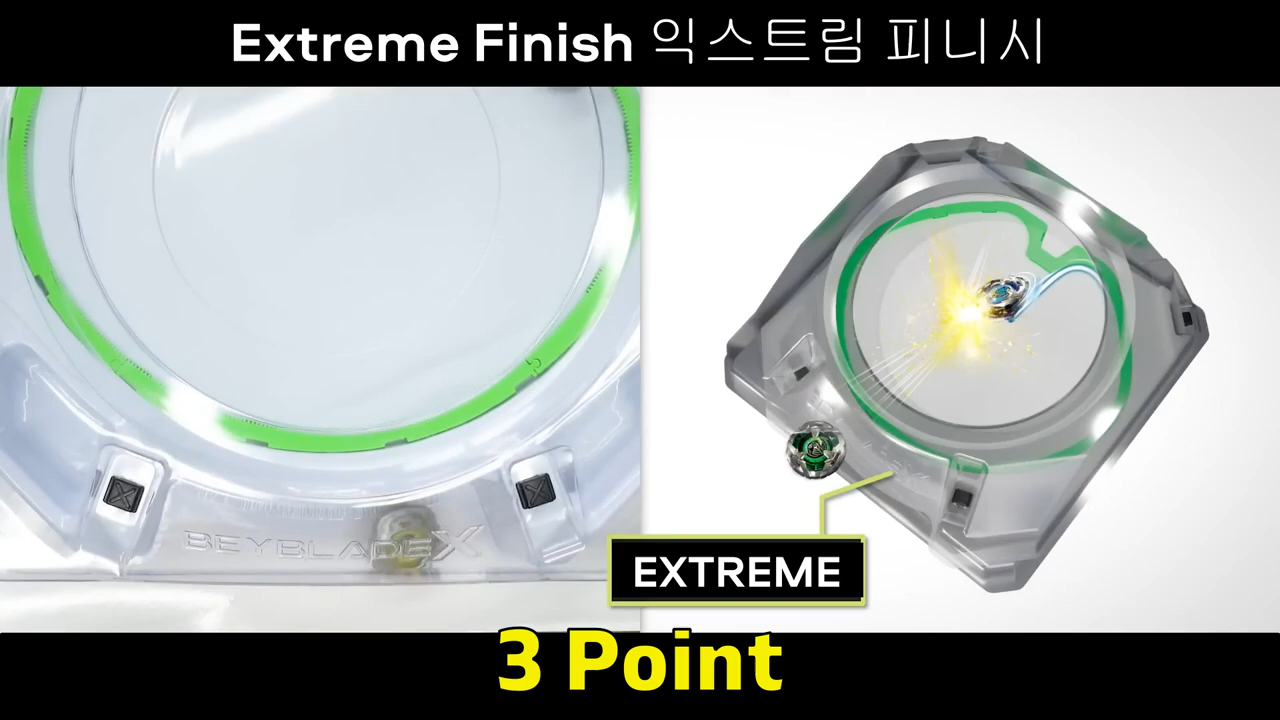 Extreme Finish 익스트림 피니시
BEYBLADE X
EXTREME
3 Point